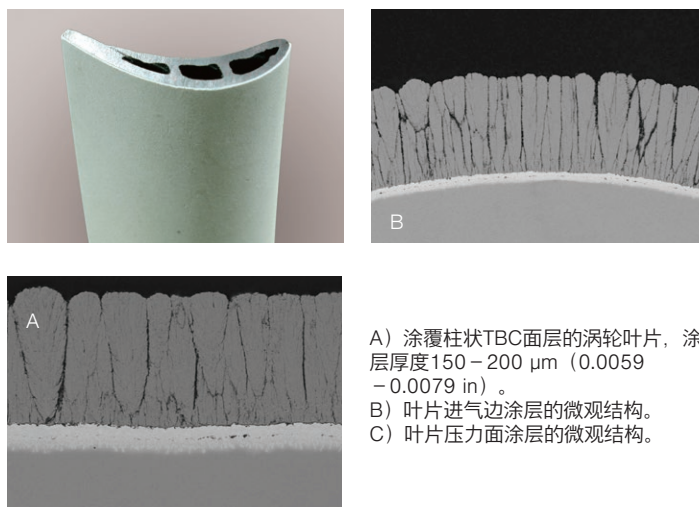 B
A
A）涂覆柱状TBC面层的涡轮叶片，涂
层厚度150－200 µm（0.0059
－0.0079 in）。
B）叶片进气边涂层的微观结构。
C）叶片压力面涂层的微观结构。